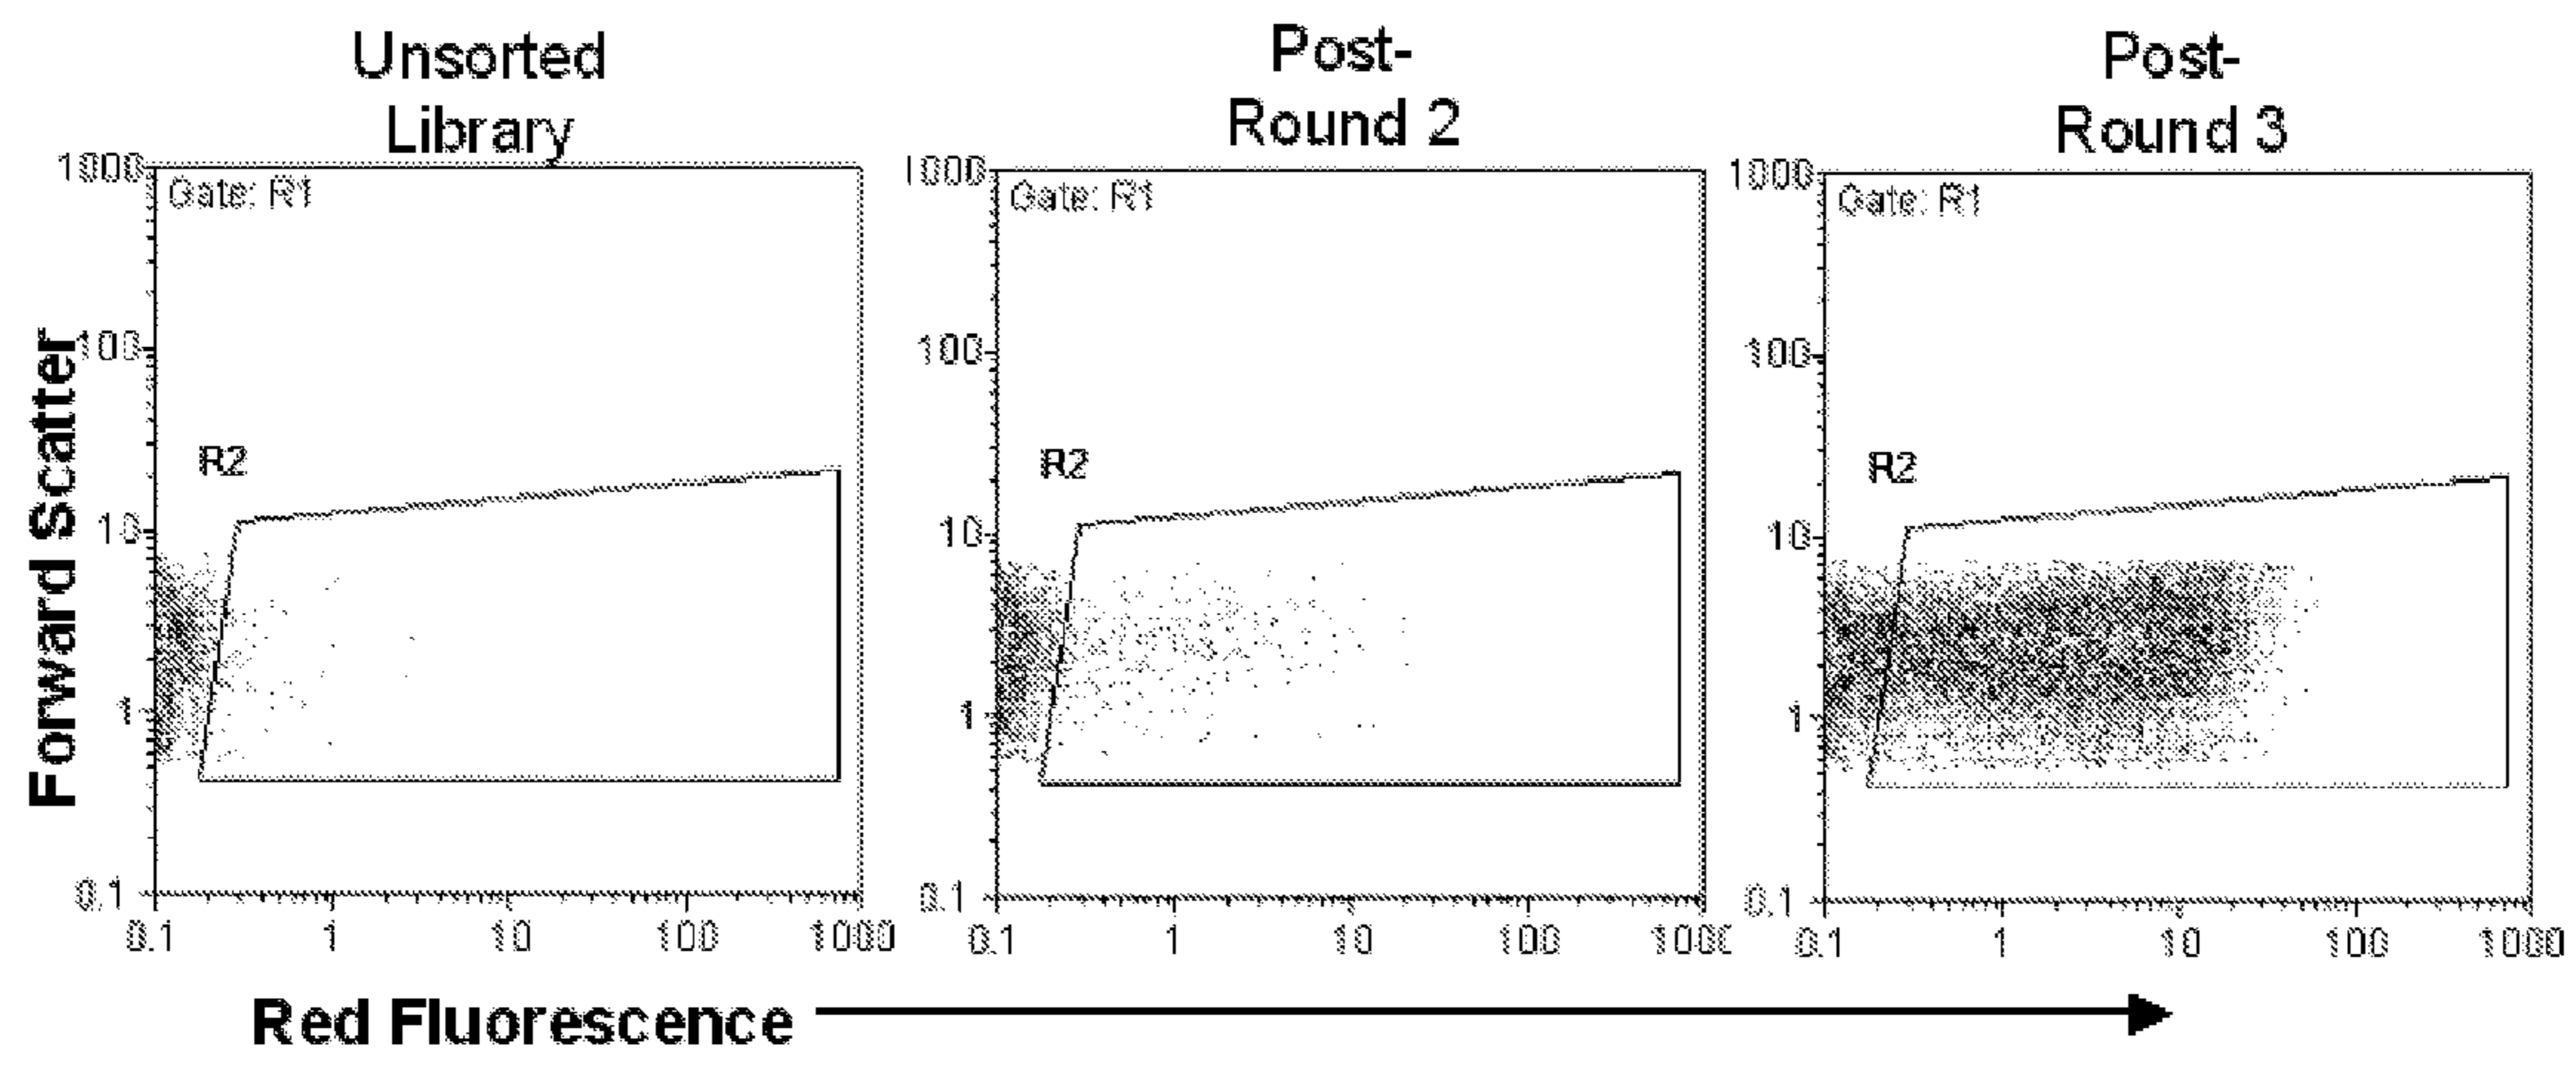 Unsorted
Library
Post-
Round 2
Post-
Round 3
Forward Scatter
1000
Gate: R1
100
R2
10
1
0.1
0.1 1 10 100 1000
1000
Gate: R1
100
R2
10
1
0.1
0.1 1 10 100 1000
1000
Gate: R1
100
R2
10
1
0.1
0.1 1 10 100 1000
Red Fluorescence